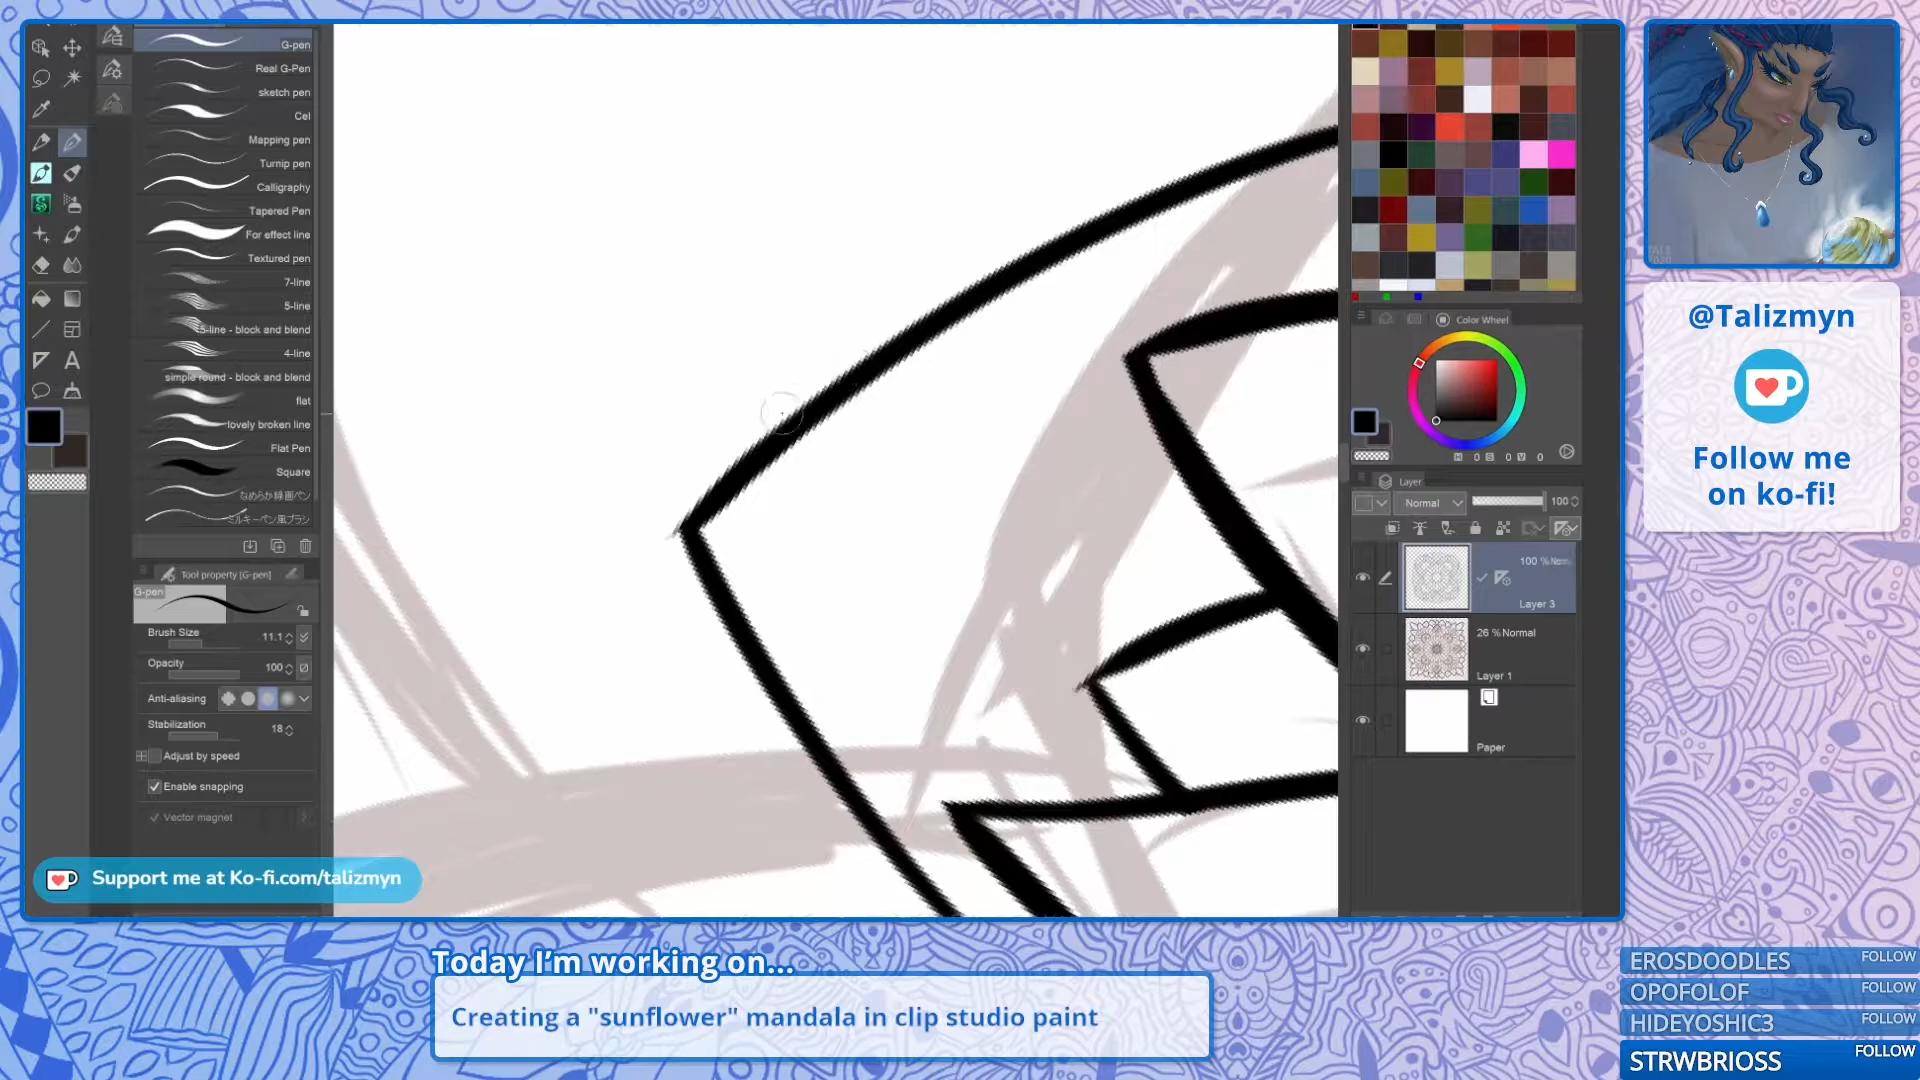 G-pen
Real G-Pen
sketch pen
Cel
Mapping pen
Turnip pen
Calligraphy
Tapered Pen
For effect line
Textured pen
7-line
5-line
5-line - block and blend
4-line
simple round - block and blend
flat
lovely broken line
Flat Pen
Square
なめらか線画ペン
ミルキーペン風ブラシ
Tool property [G-pen]
G-pen
Brush Size 11.1
Opacity 100
Anti-aliasing
Stabilization 18
Adjust by speed
Enable snapping
Vector magnet
Support me at Ko-fi.com/talizmyn
Color Wheel
H 0 S 0 V 0
Layer
Normal 100
100 % Norm
Layer 3
26 % Normal
Layer 1
Paper
@Talizmyn
Follow me
on ko-fi!
Today I'm working on...
Creating a "sunflower" mandala in clip studio paint
EROSDOODLES FOLLOW
OPOFOLOF FOLLOW
HIDEYOSHIC3 FOLLOW
STRWBRIOSS FOLLOW